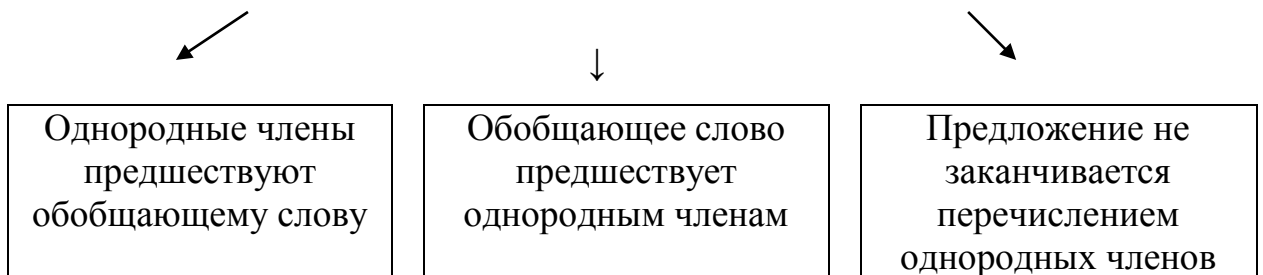 Однородные члены
предшествуют
обобщающему слову
Обобщающее слово
предшествует
однородным членам
Предложение не
заканчивается
перечислением
однородных членов